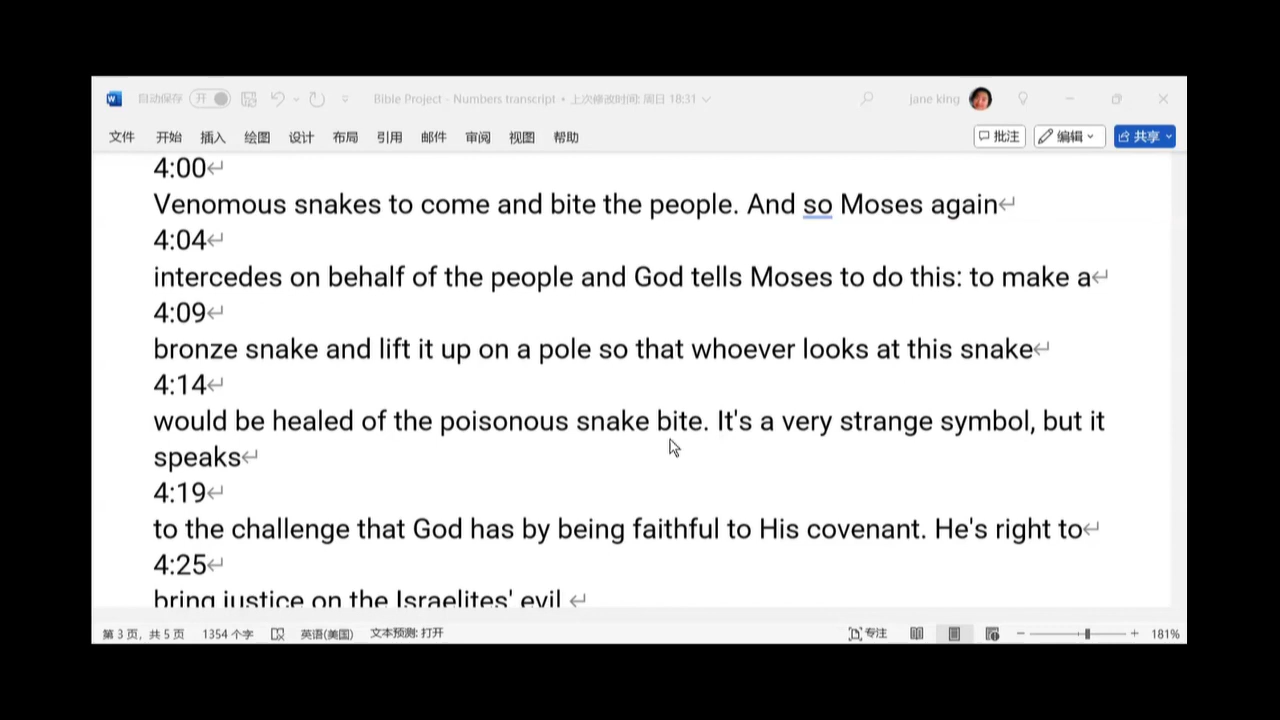 自动保存 开 Bible Project - Numbers transcript • 上次修改时间: 周日 18:31 jane king
文件 开始 插入 绘图 设计 布局 引用 邮件 审阅 视图 帮助 批注 编辑 共享
4:00
Venomous snakes to come and bite the people. And so Moses again
4:04
intercedes on behalf of the people and God tells Moses to do this: to make a
4:09
bronze snake and lift it up on a pole so that whoever looks at this snake
4:14
would be healed of the poisonous snake bite. It's a very strange symbol, but it
speaks
4:19
to the challenge that God has by being faithful to His covenant. He's right to
4:25
bring justice on the Israelites' evil
第 3 页，共 5 页 1354 个字 英语(美国) 文本预测: 打开 专注 181%